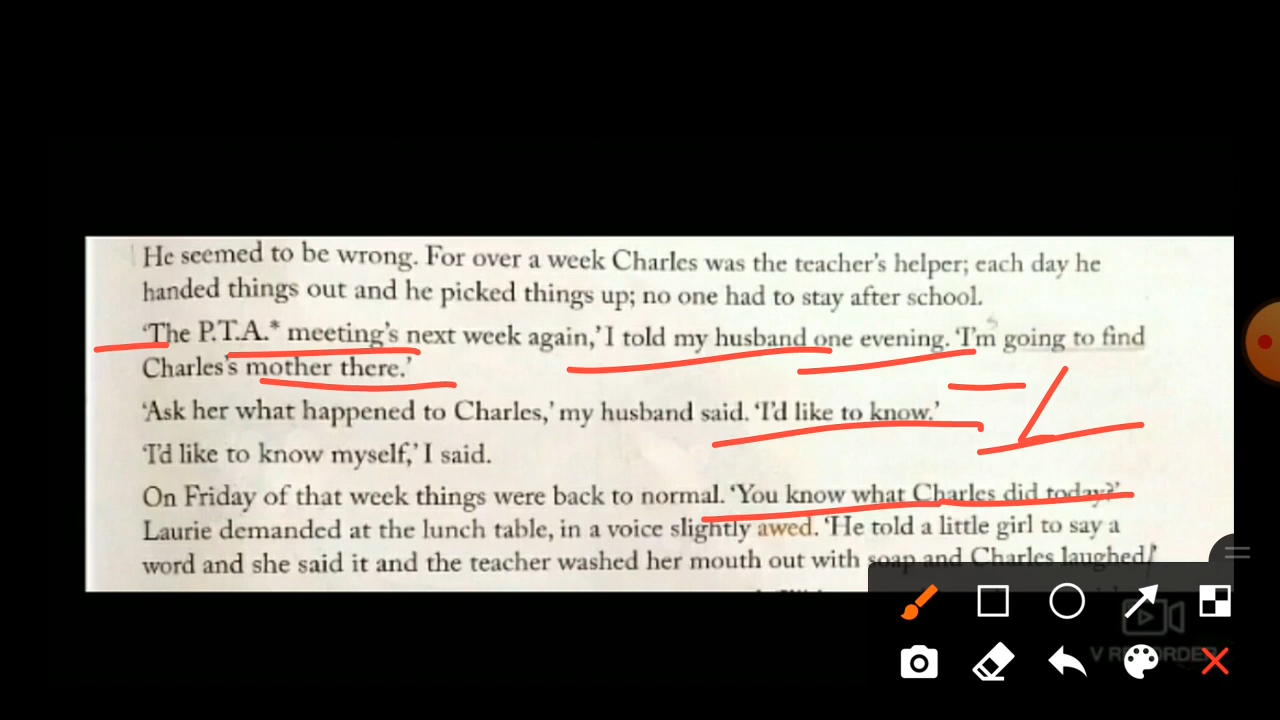 He seemed to be wrong. For over a week Charles was the teacher's helper; each day he
handed things out and he picked things up; no one had to stay after school.
'The P.T.A.* meeting's next week again,' I told my husband one evening. 'I'm going to find
Charles's mother there.'
'Ask her what happened to Charles,' my husband said. 'I'd like to know.'
'I'd like to know myself,' I said.
On Friday of that week things were back to normal. 'You know what Charles did today?'
Laurie demanded at the lunch table, in a voice slightly awed. 'He told a little girl to say a
word and she said it and the teacher washed her mouth out with soap and Charles laughed.'
V RECORDER